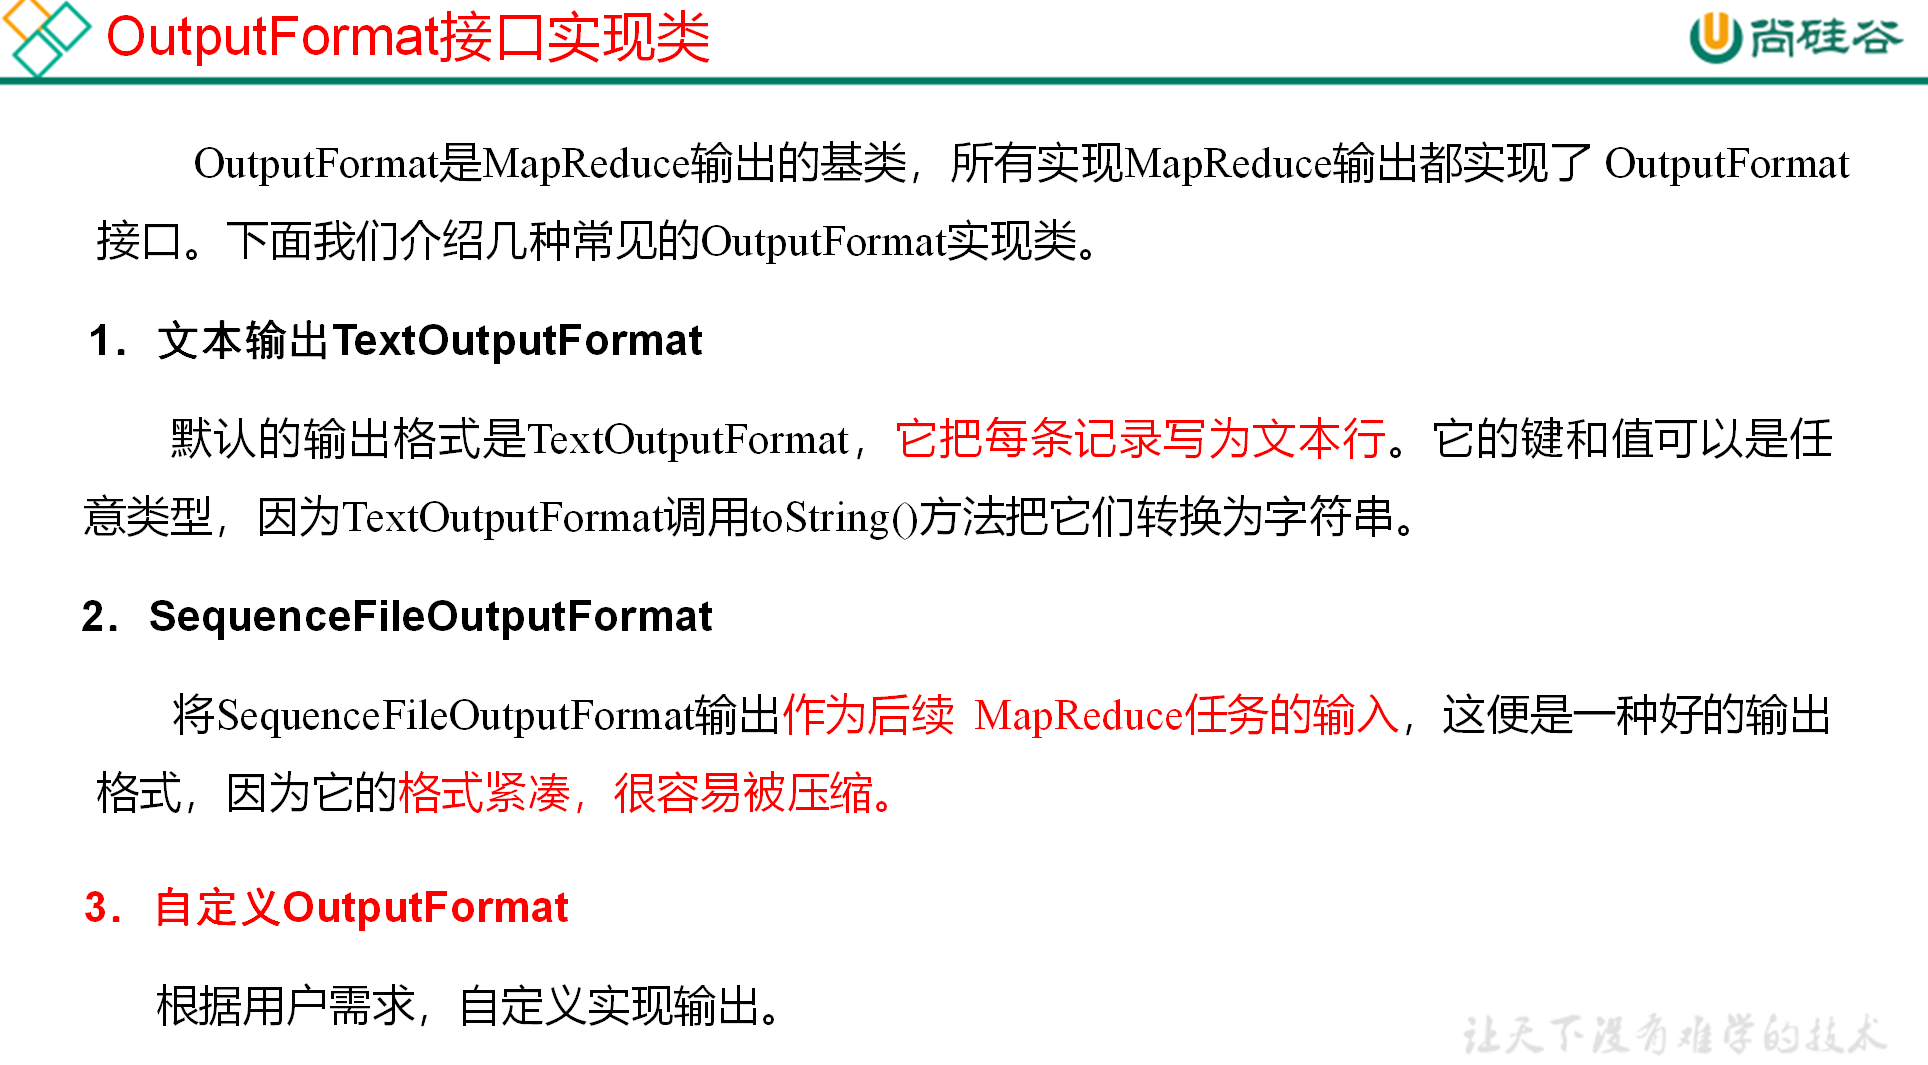 OutputFormat接口实现类
尚硅谷
OutputFormat是MapReduce输出的基类，所有实现MapReduce输出都实现了 OutputFormat
接口。下面我们介绍几种常见的OutputFormat实现类。
1．文本输出TextOutputFormat
默认的输出格式是TextOutputFormat，它把每条记录写为文本行。它的键和值可以是任
意类型，因为TextOutputFormat调用toString()方法把它们转换为字符串。
2．SequenceFileOutputFormat
将SequenceFileOutputFormat输出作为后续 MapReduce任务的输入，这便是一种好的输出
格式，因为它的格式紧凑，很容易被压缩。
3．自定义OutputFormat
根据用户需求，自定义实现输出。
让天下没有难学的技术